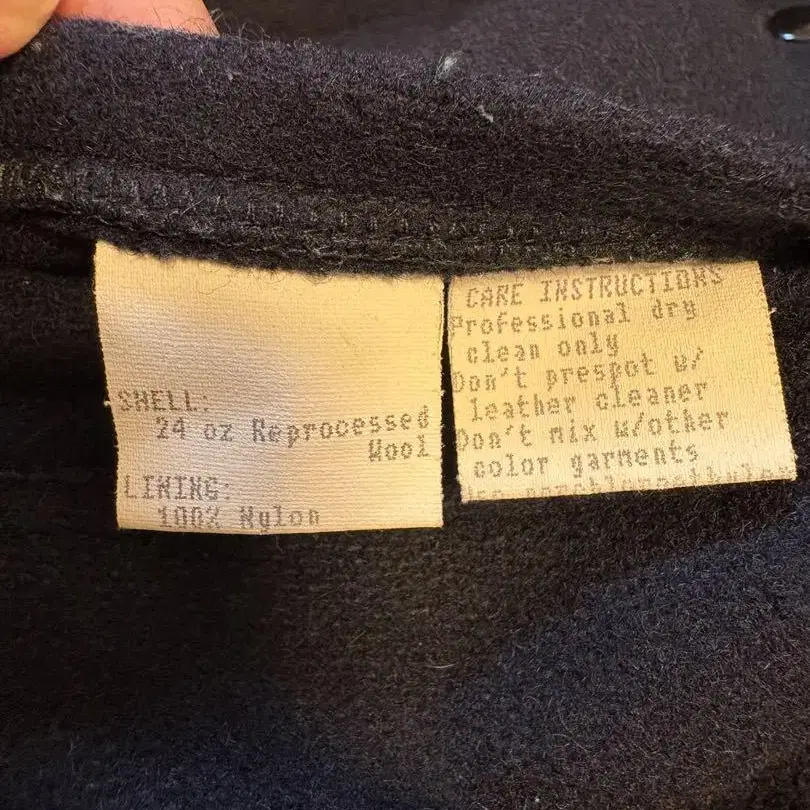 SHELL:
24 oz Reprocessed
Wool
LINING:
100% Nylon
CARE INSTRUCTIONS
Professional dry
clean only
Don't prespot w/
leather cleaner
Don't mix w/other
color garments
Use